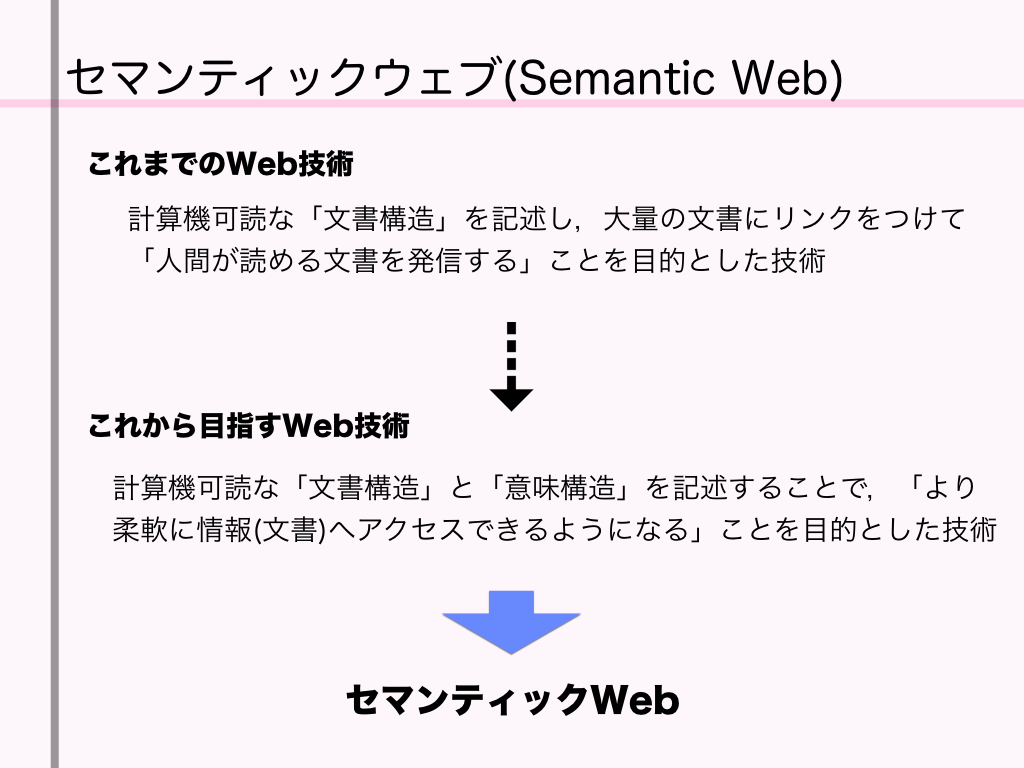 セマンティックウェブ(Semantic Web)
これまでのWeb技術
計算機可読な「文書構造」を記述し，大量の文書にリンクをつけて
「人間が読める文書を発信する」ことを目的とした技術
これから目指すWeb技術
計算機可読な「文書構造」と「意味構造」を記述することで，「より
柔軟に情報(文書)へアクセスできるようになる」ことを目的とした技術
セマンティックWeb